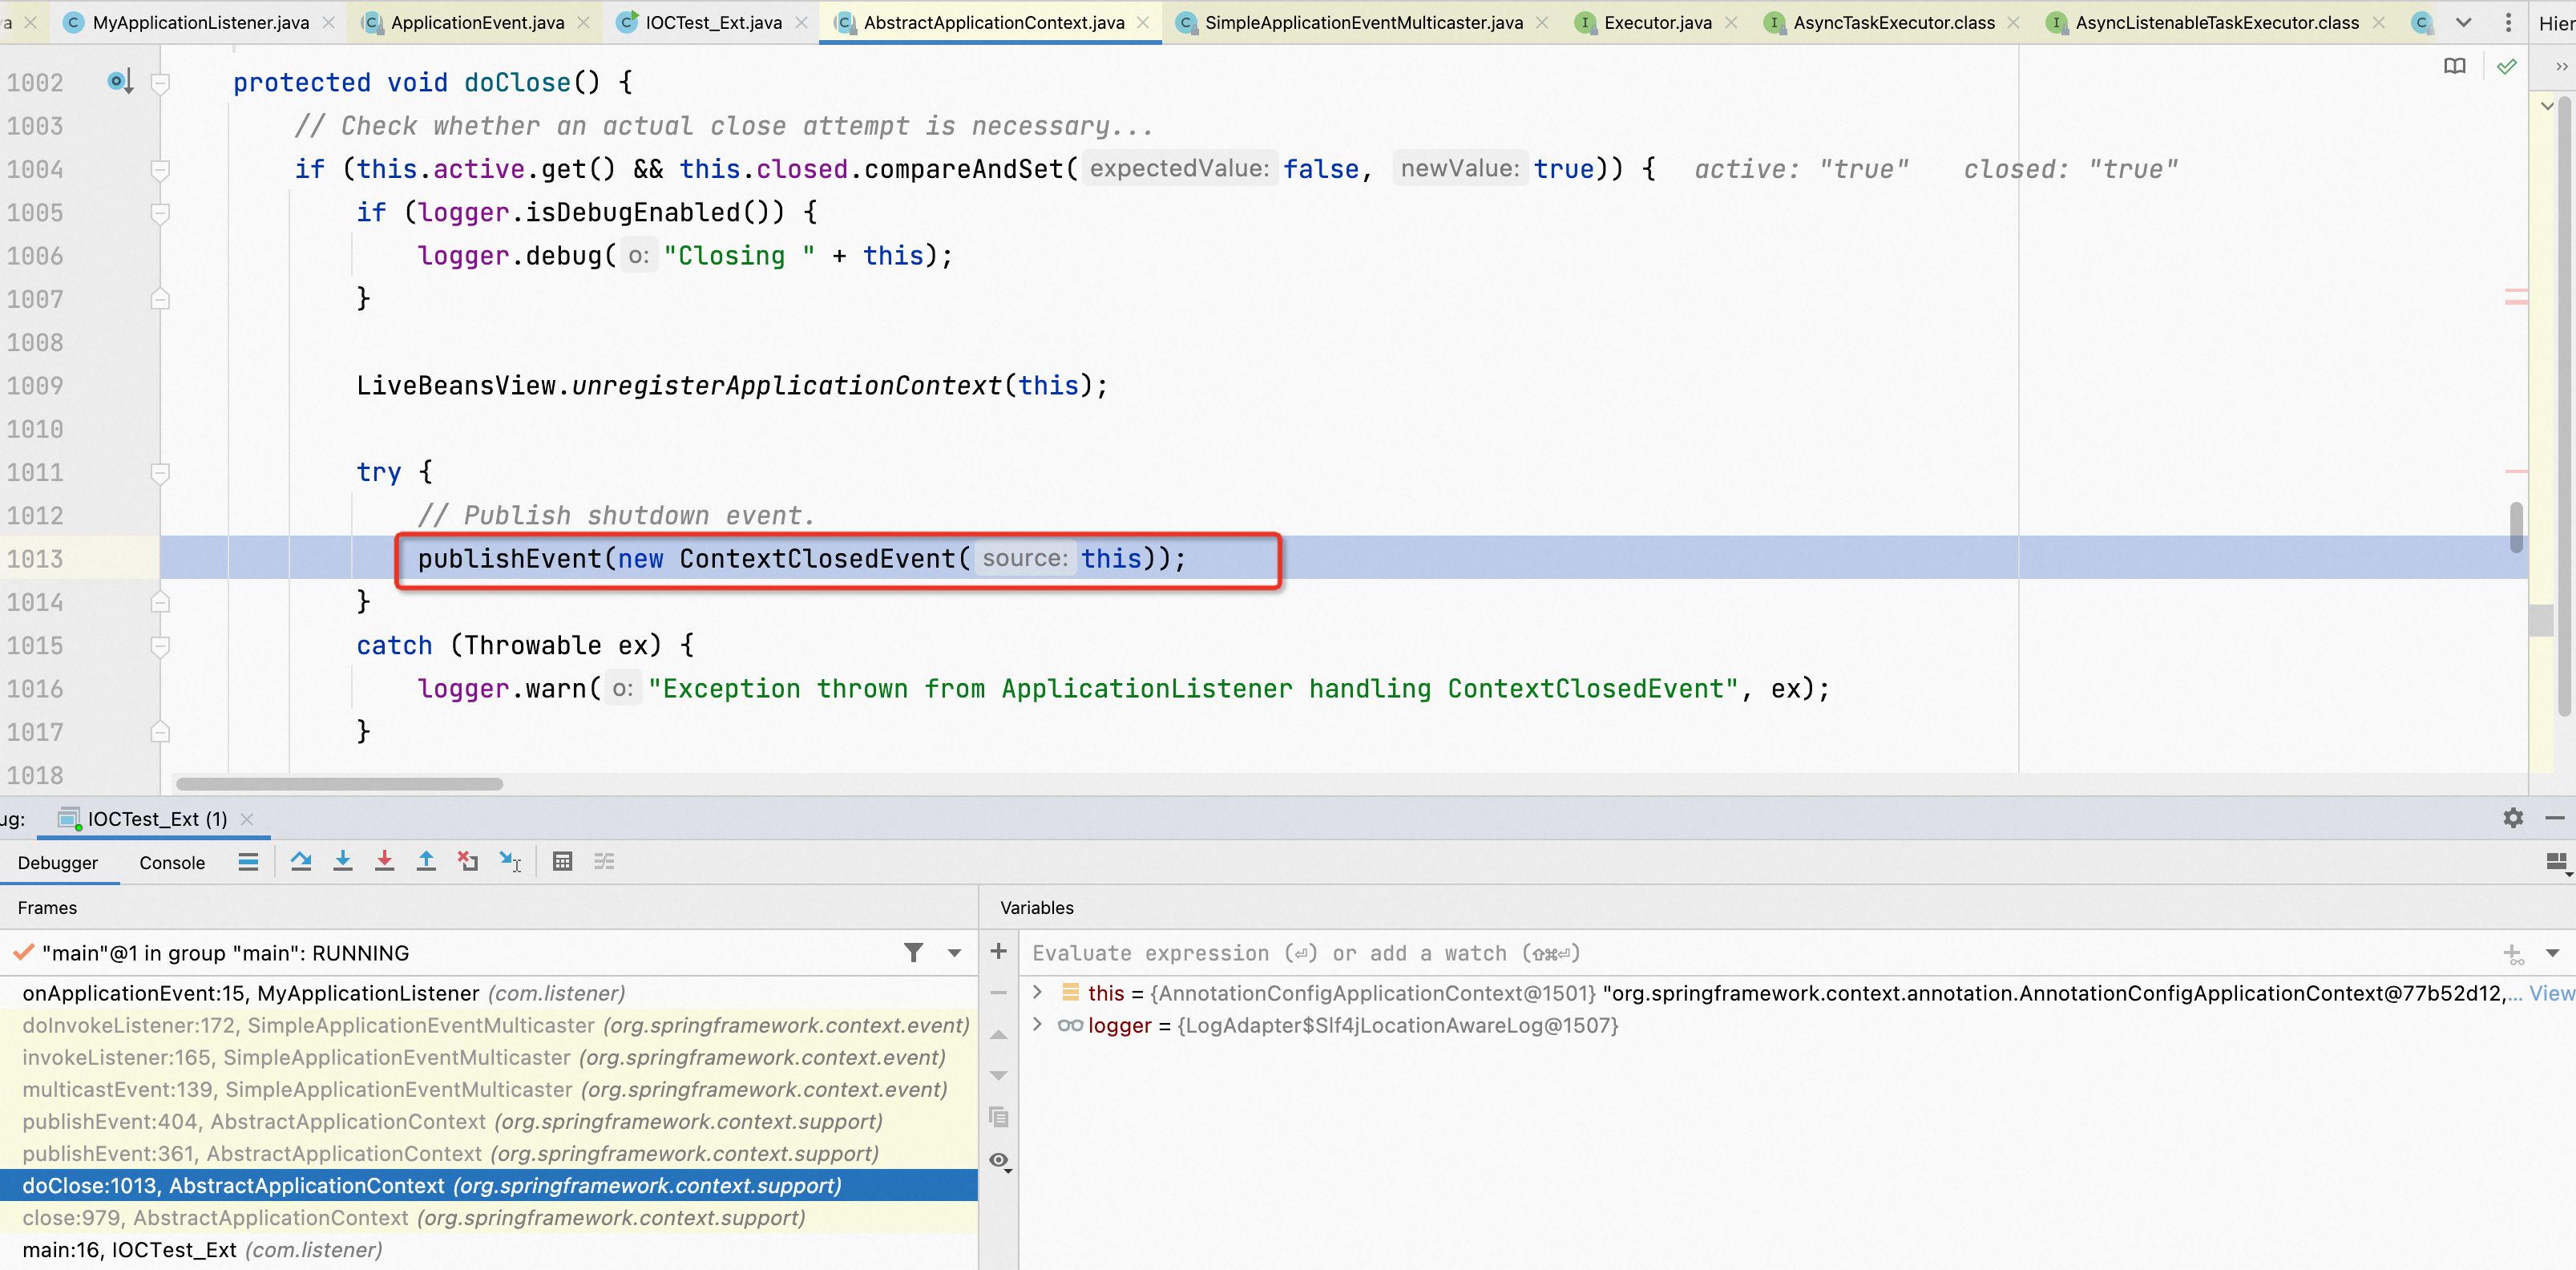 a MyApplicationListener.java ApplicationEvent.java IOCTest_Ext.java AbstractApplicationContext.java SimpleApplicationEventMulticaster.java Executor.java AsyncTaskExecutor.class AsyncListenableTaskExecutor.class Hier
1002 protected void doClose() {
1003 // Check whether an actual close attempt is necessary...
1004 if (this.active.get() && this.closed.compareAndSet( expectedValue: false, newValue: true)) { active: "true" closed: "true"
1005 if (logger.isDebugEnabled()) {
1006 logger.debug( o: "Closing " + this);
1007 }
1008
1009 LiveBeansView.unregisterApplicationContext(this);
1010
1011 try {
1012 // Publish shutdown event.
1013 publishEvent(new ContextClosedEvent( source: this));
1014 }
1015 catch (Throwable ex) {
1016 logger.warn( o: "Exception thrown from ApplicationListener handling ContextClosedEvent", ex);
1017 }
1018
ug: IOCTest_Ext (1)
Debugger Console
Frames
Variables
"main"@1 in group "main": RUNNING
Evaluate expression (⏎) or add a watch (⇧⌘⏎)
onApplicationEvent:15, MyApplicationListener (com.listener)
doInvokeListener:172, SimpleApplicationEventMulticaster (org.springframework.context.event)
invokeListener:165, SimpleApplicationEventMulticaster (org.springframework.context.event)
multicastEvent:139, SimpleApplicationEventMulticaster (org.springframework.context.event)
publishEvent:404, AbstractApplicationContext (org.springframework.context.support)
publishEvent:361, AbstractApplicationContext (org.springframework.context.support)
doClose:1013, AbstractApplicationContext (org.springframework.context.support)
close:979, AbstractApplicationContext (org.springframework.context.support)
main:16, IOCTest_Ext (com.listener)
this = {AnnotationConfigApplicationContext@1501} "org.springframework.context.annotation.AnnotationConfigApplicationContext@77b52d12,... View
logger = {LogAdapter$Slf4jLocationAwareLog@1507}